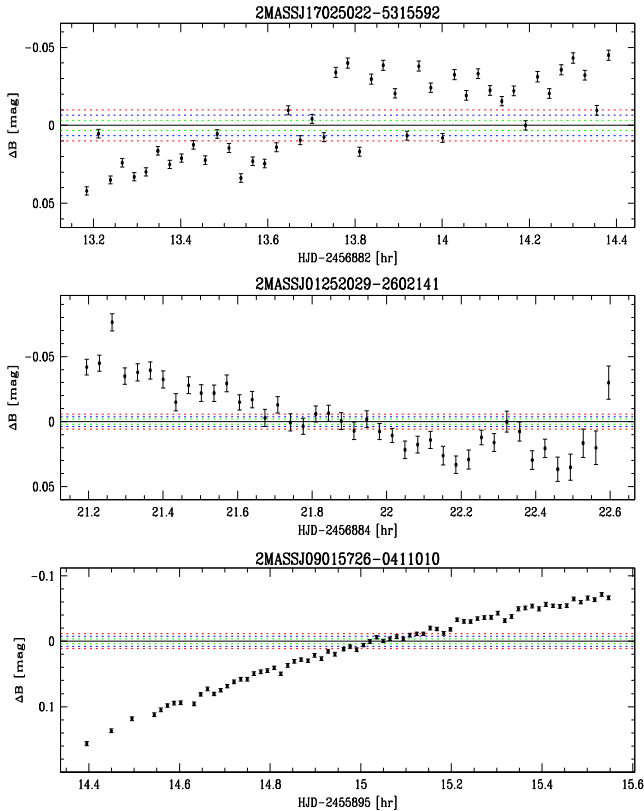 2MASSJ17025022-5315592
-0.05
0
0.05
ΔB [mag]
13.2 13.4 13.6 13.8 14 14.2 14.4
HJD-2456882 [hr]
2MASSJ01252029-2602141
-0.05
0
0.05
ΔB [mag]
21.2 21.4 21.6 21.8 22 22.2 22.4 22.6
HJD-2456884 [hr]
2MASSJ09015726-0411010
-0.1
0
0.1
ΔB [mag]
14.4 14.6 14.8 15 15.2 15.4 15.6
HJD-2455895 [hr]